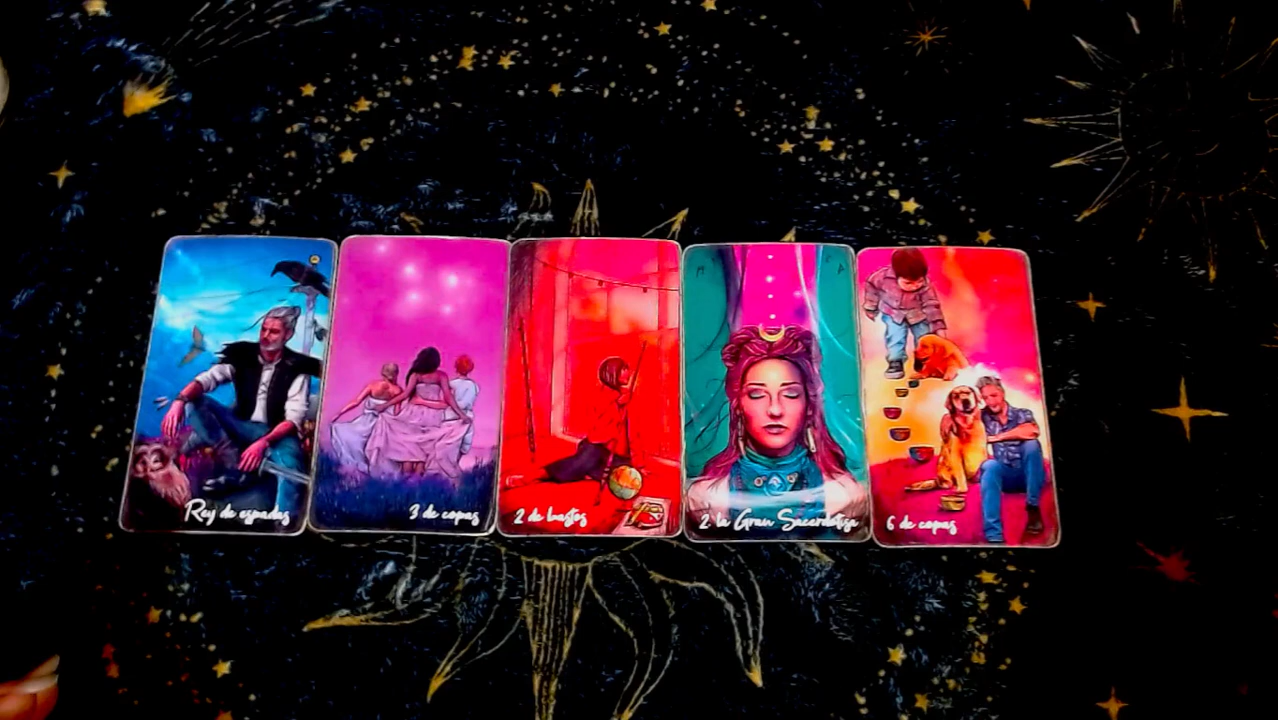 Rey de espadas
3 de copas
2 de bastos
2 la Gran Sacerdotisa
6 de copas